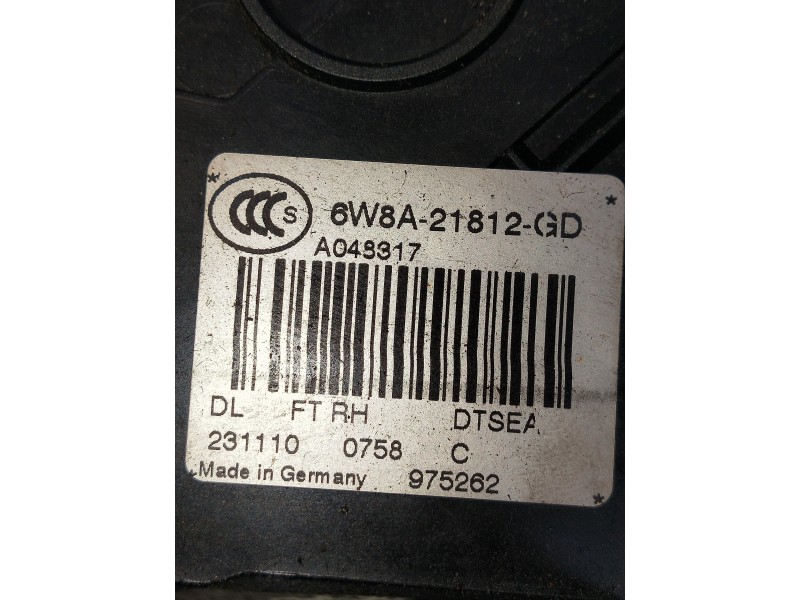 CCC S 6W8A-21812-GD
A048317
DL FT RH DTSEA
231110 0758 C
Made in Germany 975262